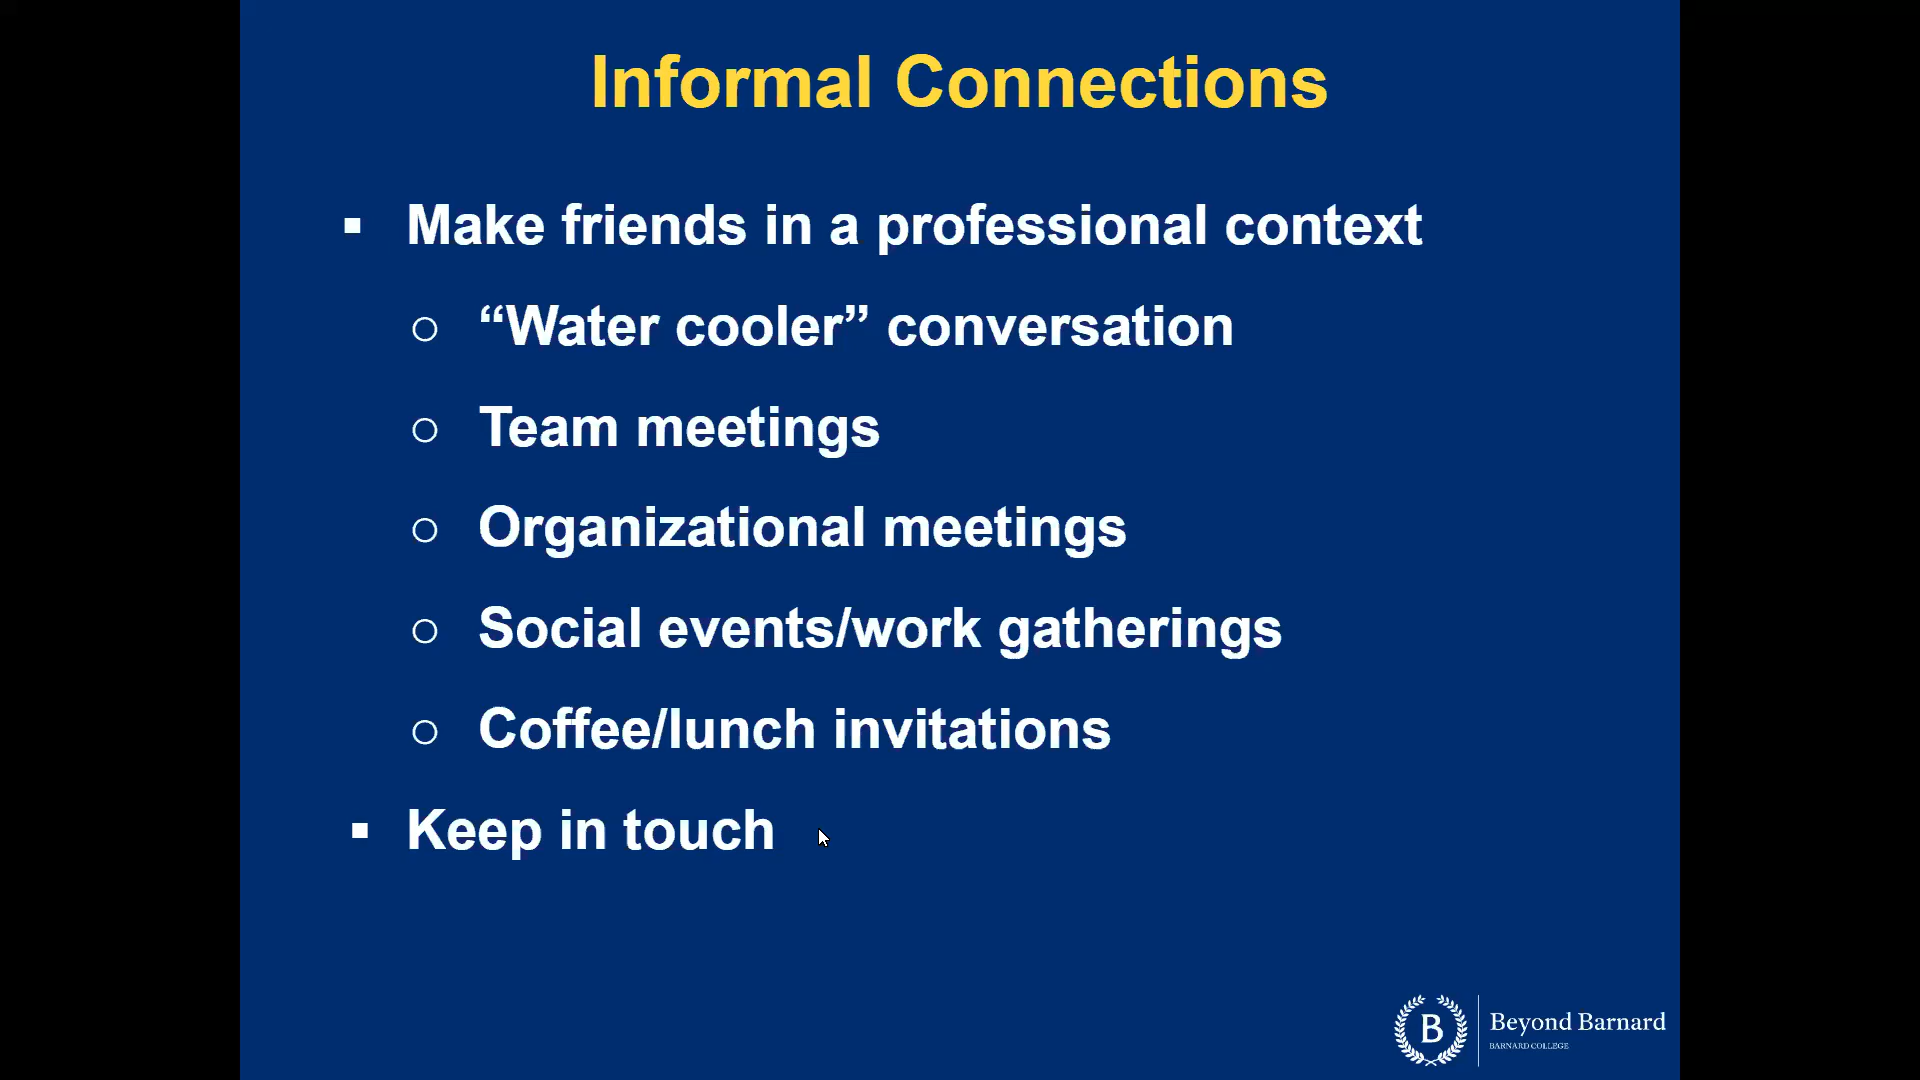 Informal Connections
▪ Make friends in a professional context
○ “Water cooler” conversation
○ Team meetings
○ Organizational meetings
○ Social events/work gatherings
○ Coffee/lunch invitations
▪ Keep in touch
B
Beyond Barnard
BARNARD COLLEGE